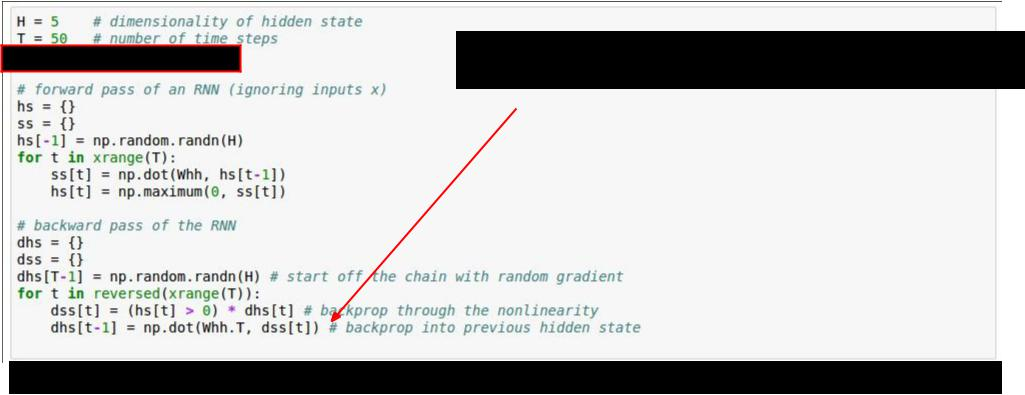 H = 5    # dimensionality of hidden state
T = 50   # number of time steps
# forward pass of an RNN (ignoring inputs x)
hs = {}
ss = {}
hs[-1] = np.random.randn(H)
for t in xrange(T):
    ss[t] = np.dot(Whh, hs[t-1])
    hs[t] = np.maximum(0, ss[t])
# backward pass of the RNN
dhs = {}
dss = {}
dhs[T-1] = np.random.randn(H) # start off the chain with random gradient
for t in reversed(xrange(T)):
    dss[t] = (hs[t] > 0) * dhs[t] # backprop through the nonlinearity
    dhs[t-1] = np.dot(Whh.T, dss[t]) # backprop into previous hidden state